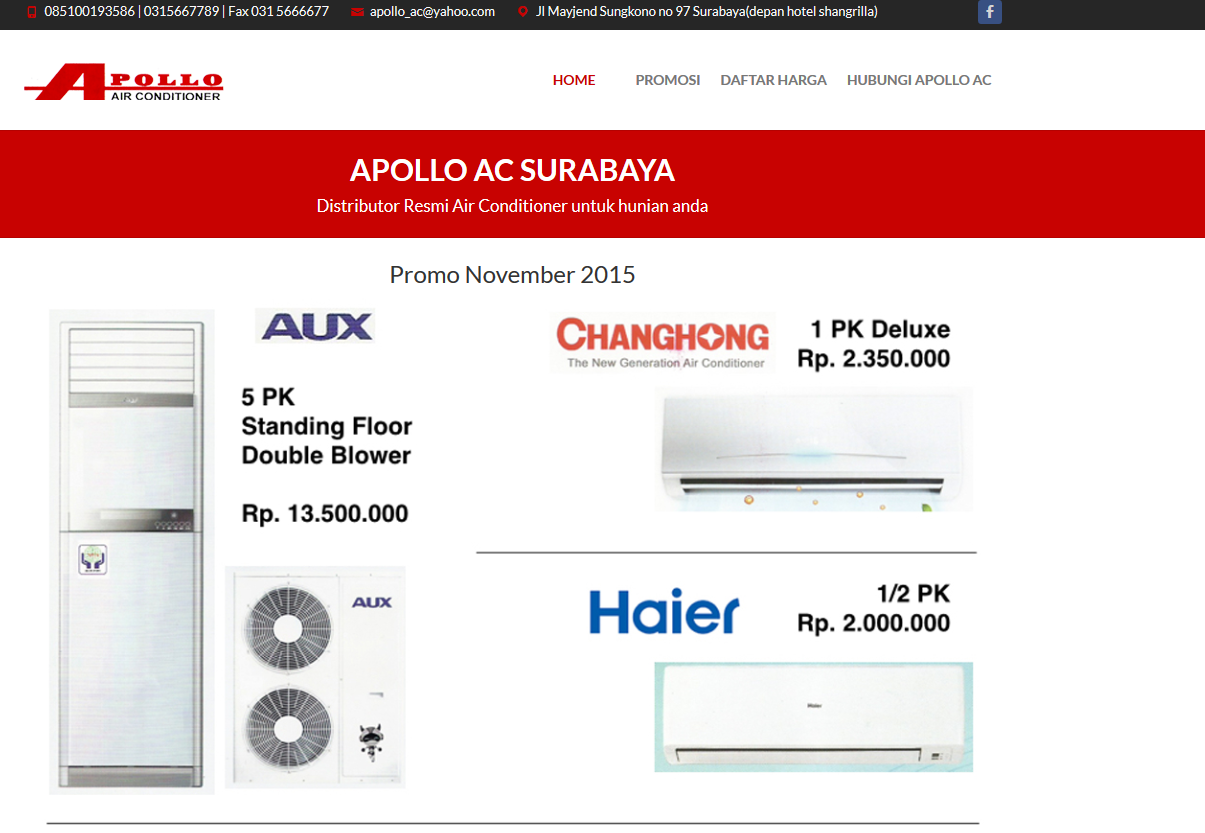 085100193586 | 0315667789 | Fax 031 5666677
apollo_ac@yahoo.com
Jl Mayjend Sungkono no 97 Surabaya(depan hotel shangrilla)
f
APOLLO
AIR CONDITIONER
HOME
PROMOSI
DAFTAR HARGA
HUBUNGI APOLLO AC
APOLLO AC SURABAYA
Distributor Resmi Air Conditioner untuk hunian anda
Promo November 2015
AUX
5 PK
Standing Floor
Double Blower
Rp. 13.500.000
AUX
CHANGHONG
The New Generation Air Conditioner
1 PK Deluxe
Rp. 2.350.000
Haier
1/2 PK
Rp. 2.000.000
Haier